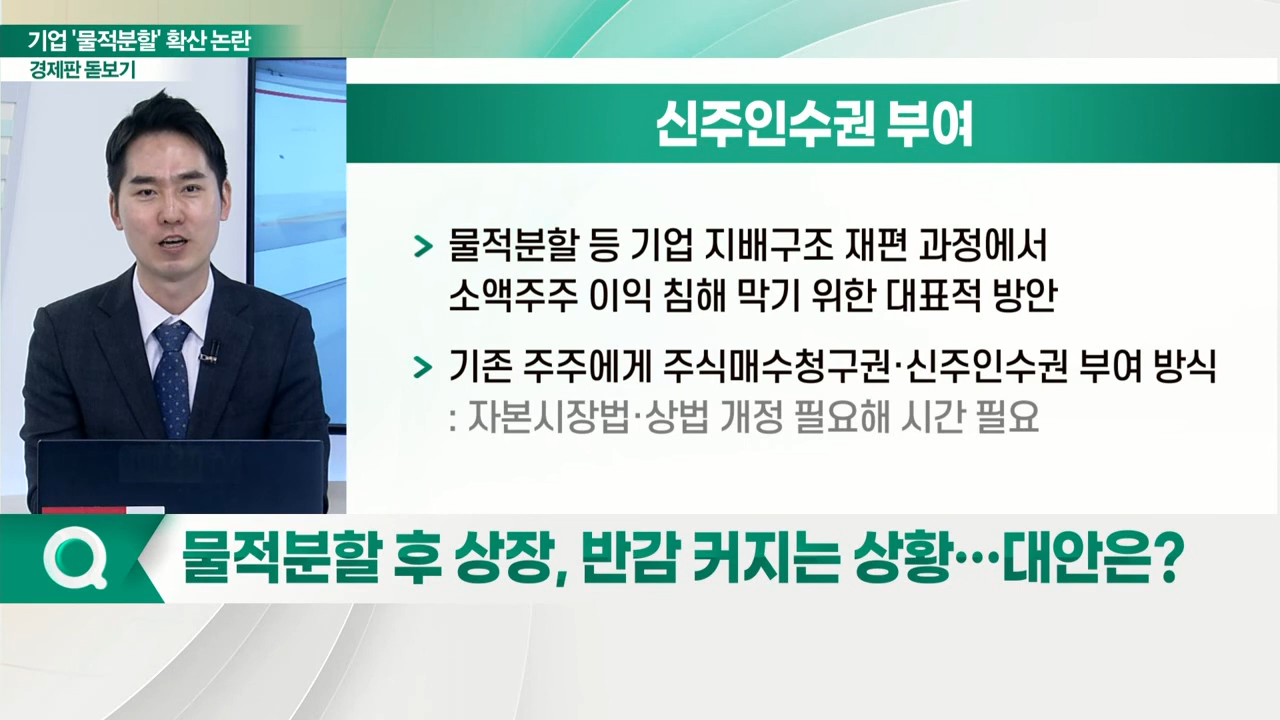 기업 '물적분할' 확산 논란
경제판 돋보기
신주인수권 부여
> 물적분할 등 기업 지배구조 재편 과정에서
소액주주 이익 침해 막기 위한 대표적 방안
> 기존 주주에게 주식매수청구권·신주인수권 부여 방식
: 자본시장법·상법 개정 필요해 시간 필요
Q 물적분할 후 상장, 반감 커지는 상황…대안은?